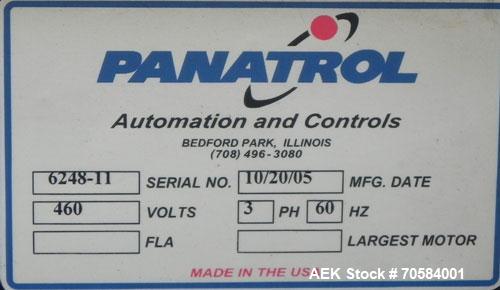 PANATROL
Automation and Controls
BEDFORD PARK, ILLINOIS
(708) 496-3080
6248-11 SERIAL NO. 10/20/05 MFG. DATE
460 VOLTS 3 PH 60 HZ
FLA LARGEST MOTOR
MADE IN THE US
AEK Stock # 70584001